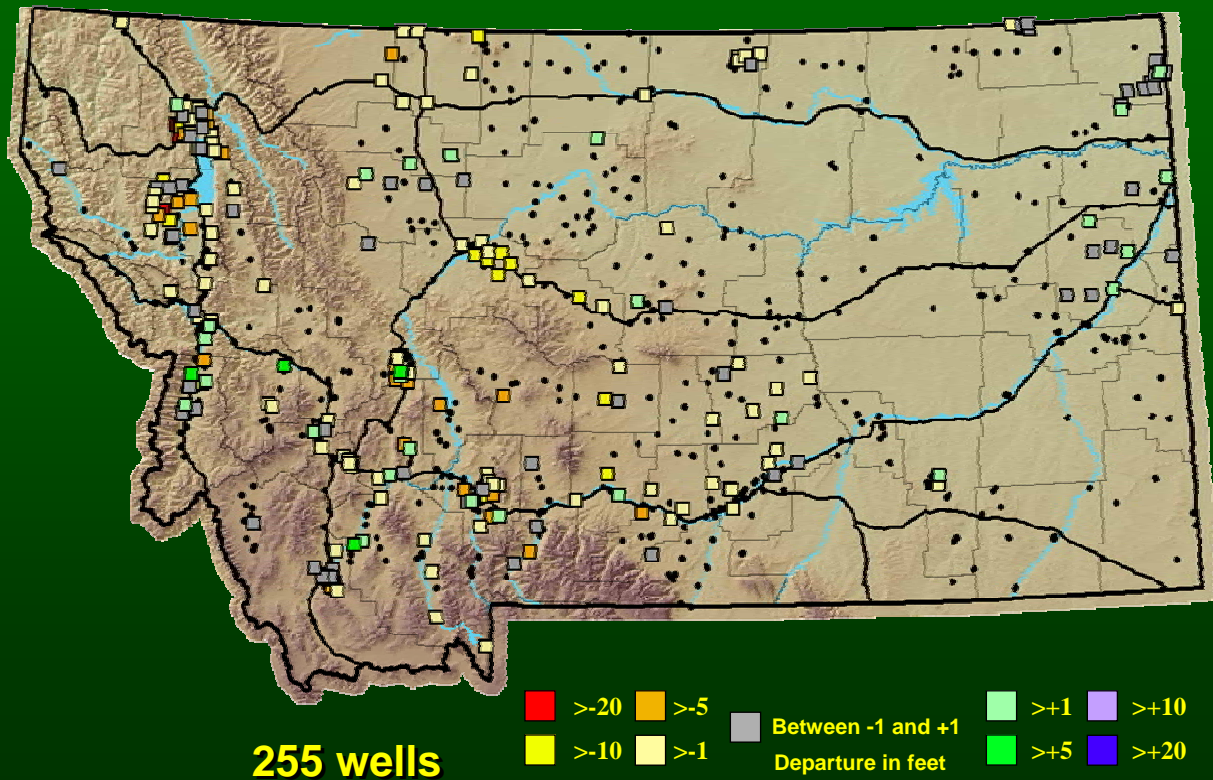 >-20
>-5
>+1
>+10
Between -1 and +1
>-10
>-1
>+5
>+20
Departure in feet
255 wells